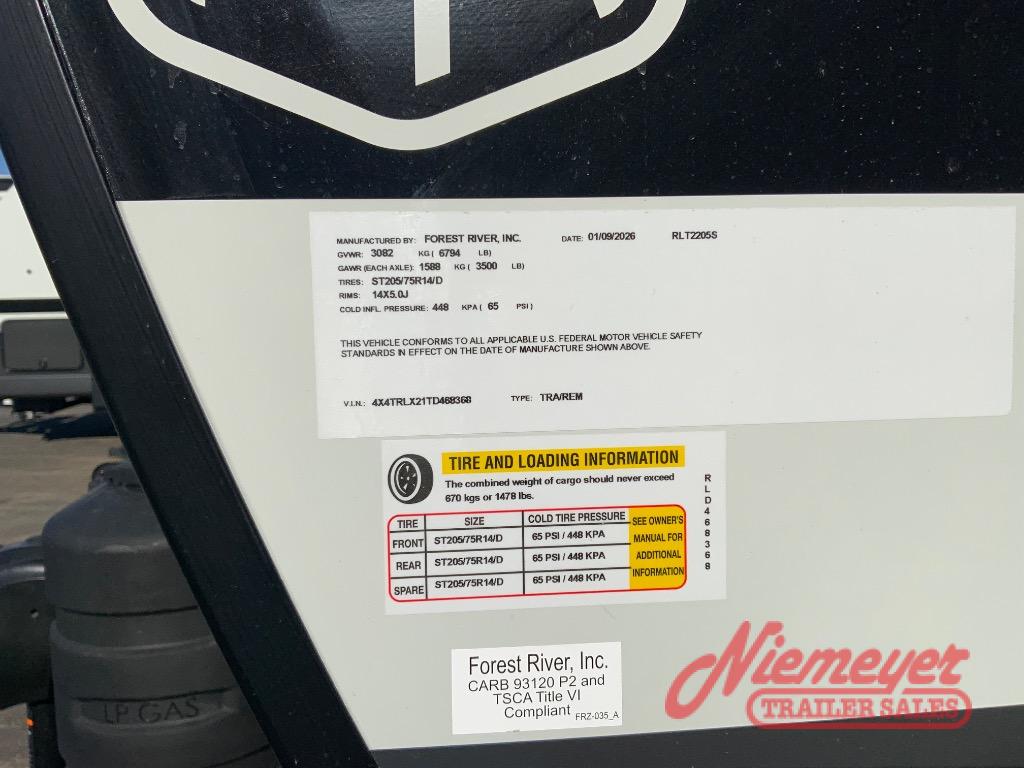 MANUFACTURED BY: FOREST RIVER, INC. DATE: 01/09/2026 RLT2205S
GVWR: 3082 KG ( 6794 LB)
GAWR (EACH AXLE): 1588 KG ( 3500 LB)
TIRES: ST205/75R14/D
RIMS: 14X5.0J
COLD INFL. PRESSURE: 448 KPA ( 65 PSI )
THIS VEHICLE CONFORMS TO ALL APPLICABLE U.S. FEDERAL MOTOR VEHICLE SAFETY
STANDARDS IN EFFECT ON THE DATE OF MANUFACTURE SHOWN ABOVE.
V.I.N.: 4X4TRLX21TD468368 TYPE: TRA/REM
TIRE AND LOADING INFORMATION
The combined weight of cargo should never exceed
670 kgs or 1478 lbs.
TIRE SIZE COLD TIRE PRESSURE
FRONT ST205/75R14/D 65 PSI / 448 KPA
REAR ST205/75R14/D 65 PSI / 448 KPA
SPARE ST205/75R14/D 65 PSI / 448 KPA
SEE OWNER'S
MANUAL FOR
ADDITIONAL
INFORMATION
RLD468368
Forest River, Inc.
CARB 93120 P2 and
TSCA Title VI
Compliant
FRZ-035_A
LP GAS
Niemeyer
TRAILER SALES